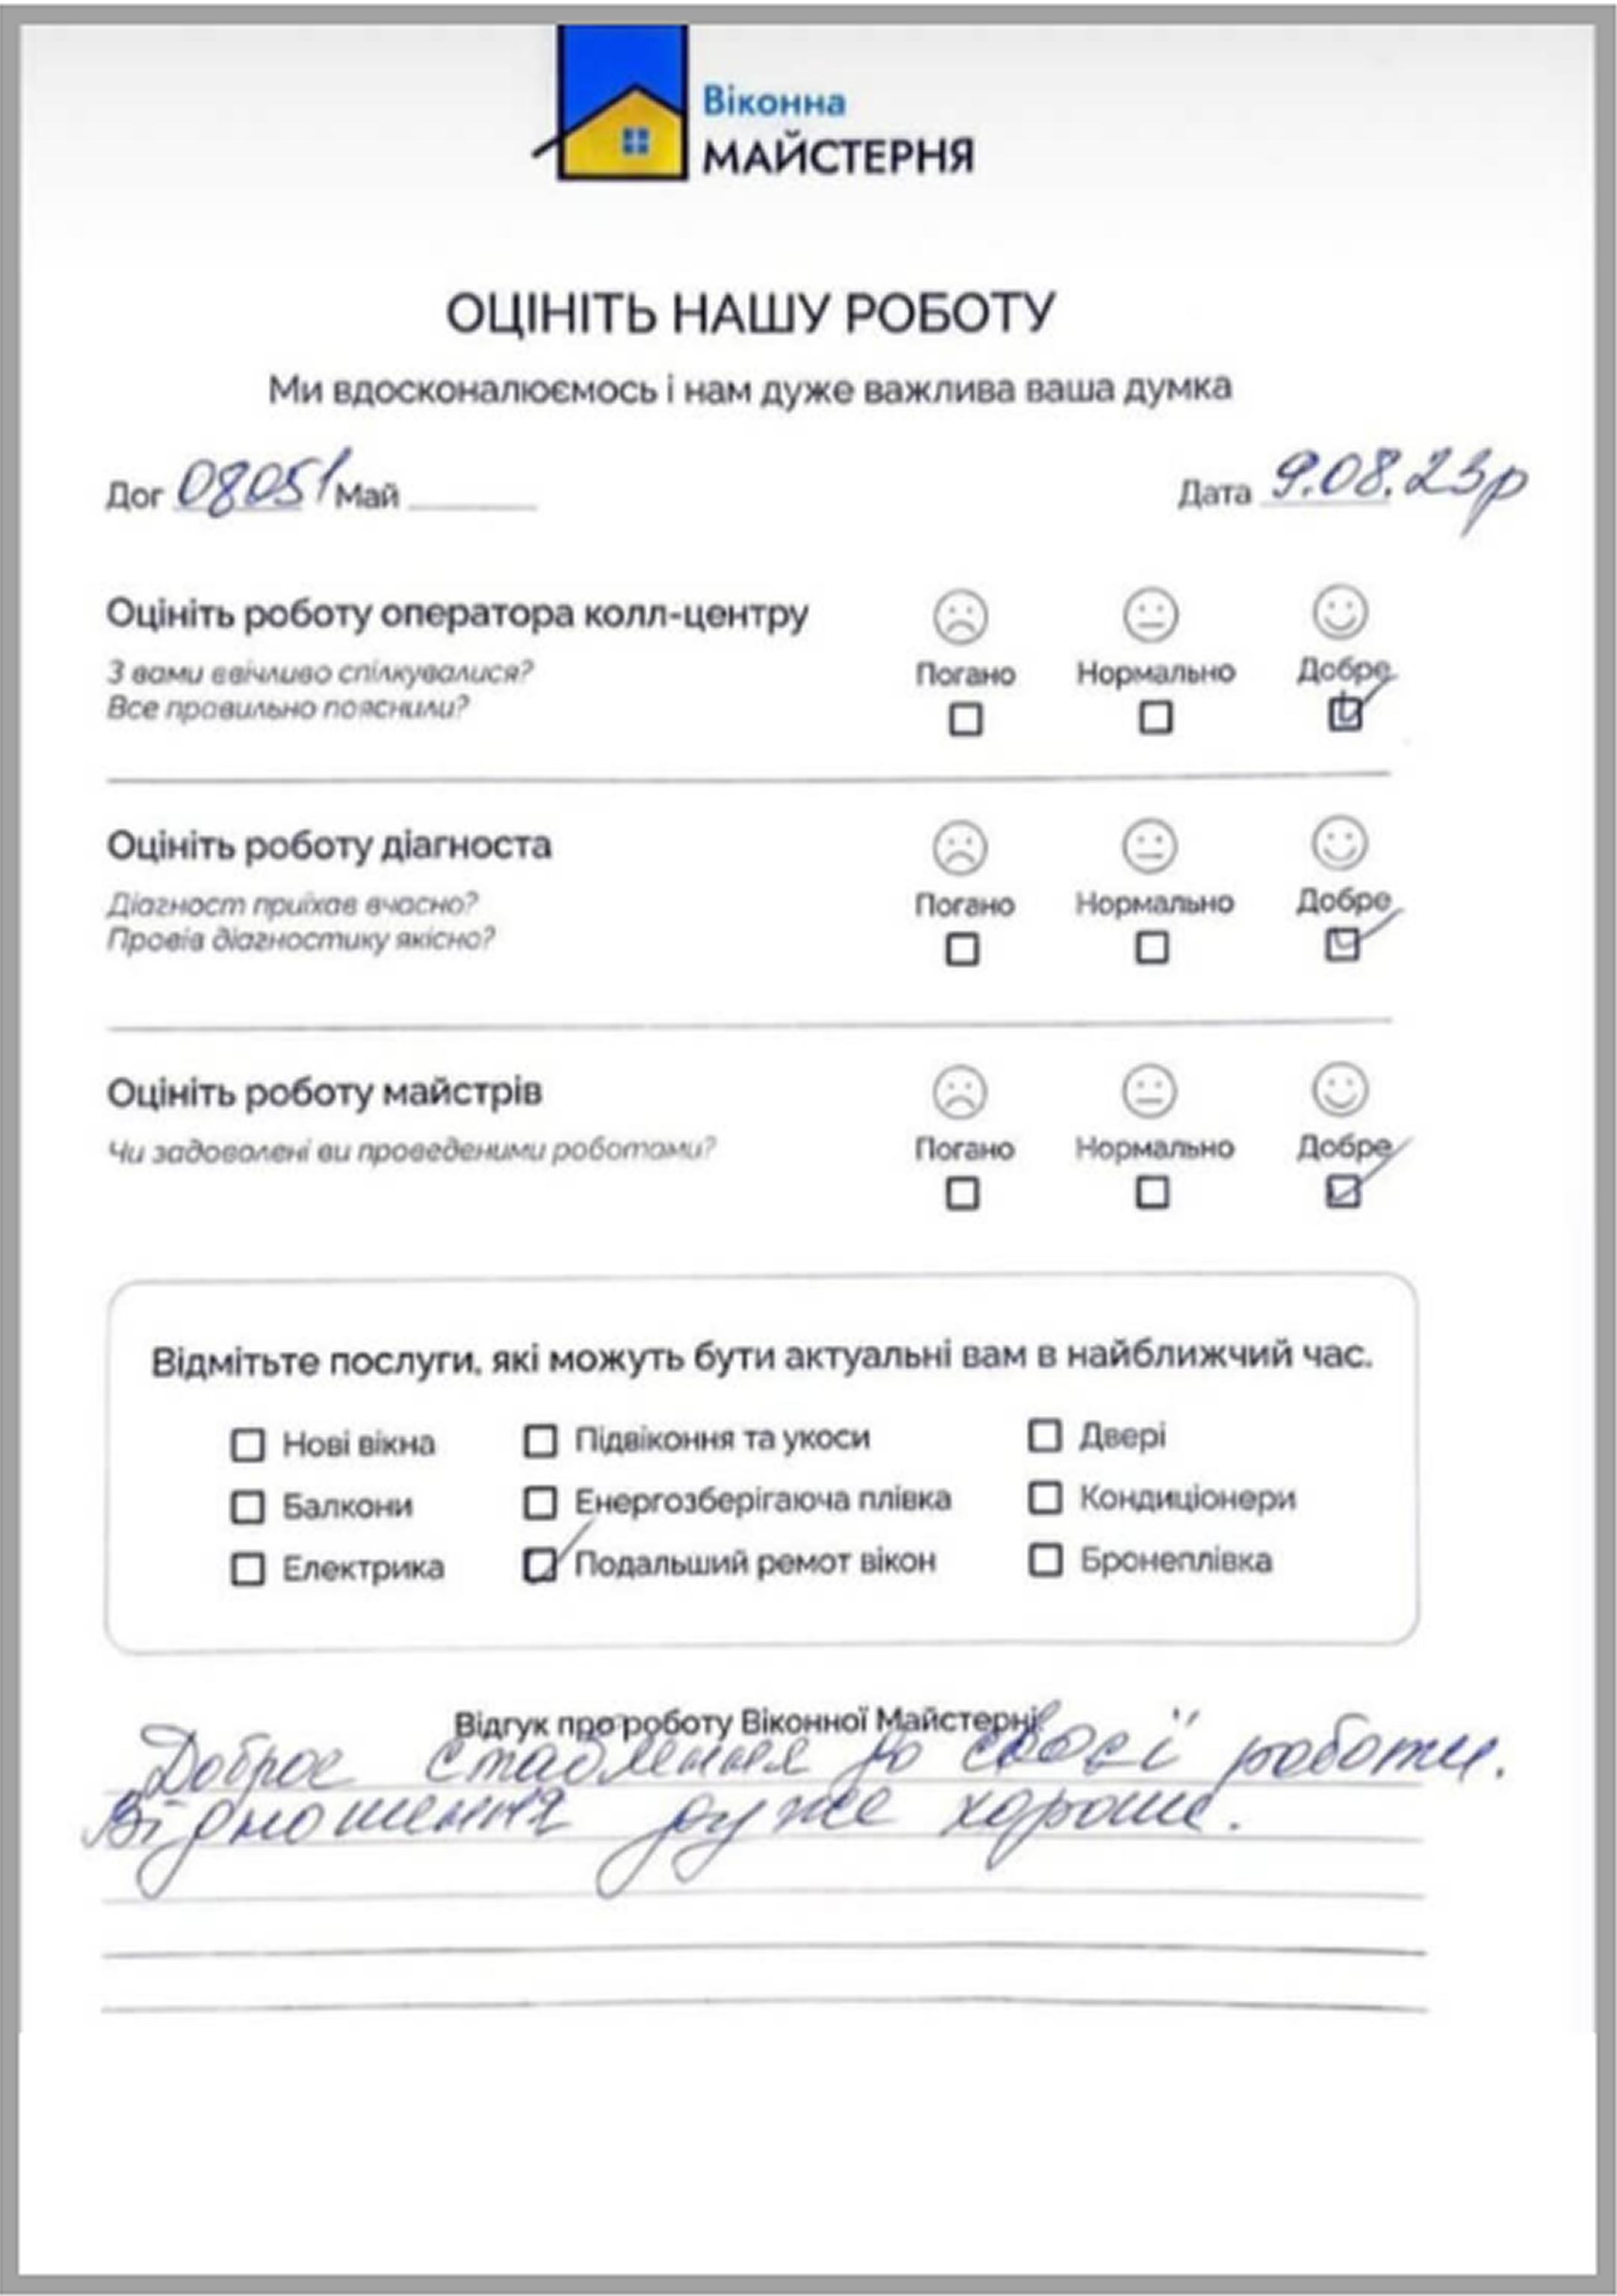 Віконна
МАЙСТЕРНЯ
ОЦІНІТЬ НАШУ РОБОТУ
Ми вдосконалюємось і нам дуже важлива ваша думка
Дог 08051 Май Дата 9.08.23р
Оцініть роботу оператора колл-центру
З вами ввічливо спілкувалися?
Все правильно пояснили?
Погано Нормально Добре
Оцініть роботу діагноста
Діагност приїхав вчасно?
Провів діагностику якісно?
Погано Нормально Добре
Оцініть роботу майстрів
Чи задоволені ви проведеними роботами?
Погано Нормально Добре
Відмітьте послуги, які можуть бути актуальні вам в найближчий час.
Нові вікна Підвіконня та укоси Двері
Балкони Енергозберігаюча плівка Кондиціонери
Електрика Подальший ремот вікон Бронеплівка
Відгук про роботу Віконної Майстерні
Доброє ставлення до своєї роботи.
Відношення дуже хороше.